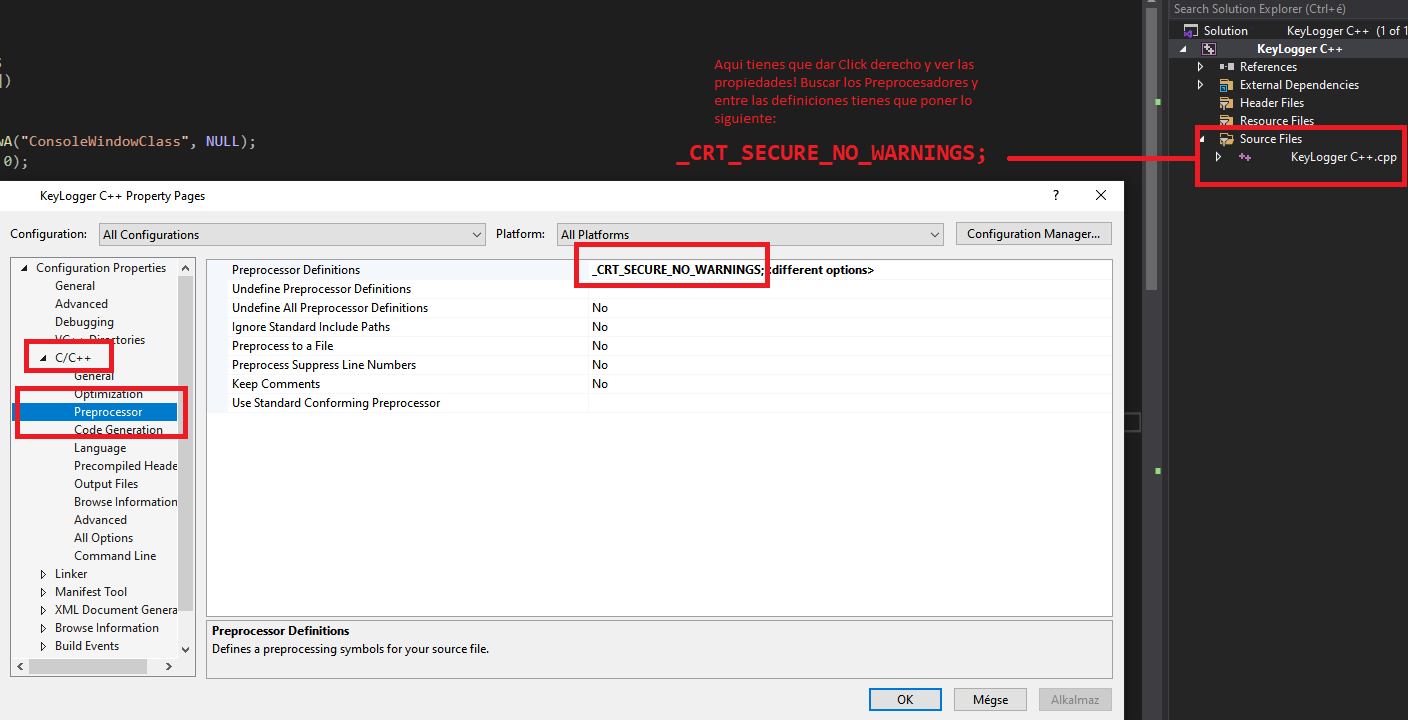 Search Solution Explorer (Ctrl+é)
Solution KeyLogger C++ (1 of 1
KeyLogger C++
References
External Dependencies
Header Files
Resource Files
Source Files
KeyLogger C++.cpp
])
wA("ConsoleWindowClass", NULL);
0);
Aqui tienes que dar Click derecho y ver las
propiedades! Buscar los Preprocesadores y
entre las definiciones tienes que poner lo
siguiente:
_CRT_SECURE_NO_WARNINGS;
KeyLogger C++ Property Pages
?
Configuration: All Configurations Platform: All Platforms Configuration Manager...
Configuration Properties
General
Advanced
Debugging
VC++ Directories
C/C++
General
Optimization
Preprocessor
Code Generation
Language
Precompiled Heade
Output Files
Browse Information
Advanced
All Options
Command Line
Linker
Manifest Tool
XML Document Genera
Browse Information
Build Events
Preprocessor Definitions _CRT_SECURE_NO_WARNINGS;<different options>
Undefine Preprocessor Definitions
Undefine All Preprocessor Definitions No
Ignore Standard Include Paths No
Preprocess to a File No
Preprocess Suppress Line Numbers No
Keep Comments No
Use Standard Conforming Preprocessor
Preprocessor Definitions
Defines a preprocessing symbols for your source file.
OK Mégse Alkalmaz